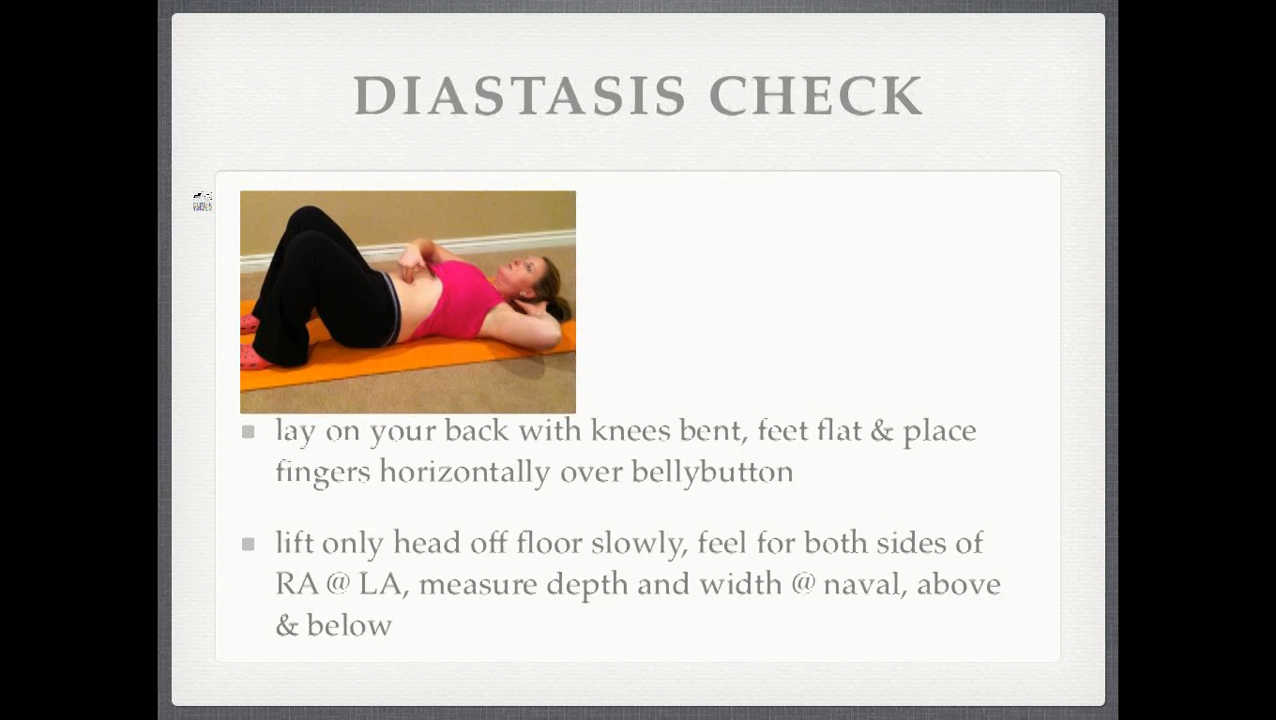 DIASTASIS CHECK
lay on your back with knees bent, feet flat & place
fingers horizontally over bellybutton
lift only head off floor slowly, feel for both sides of
RA @ LA, measure depth and width @ naval, above
& below